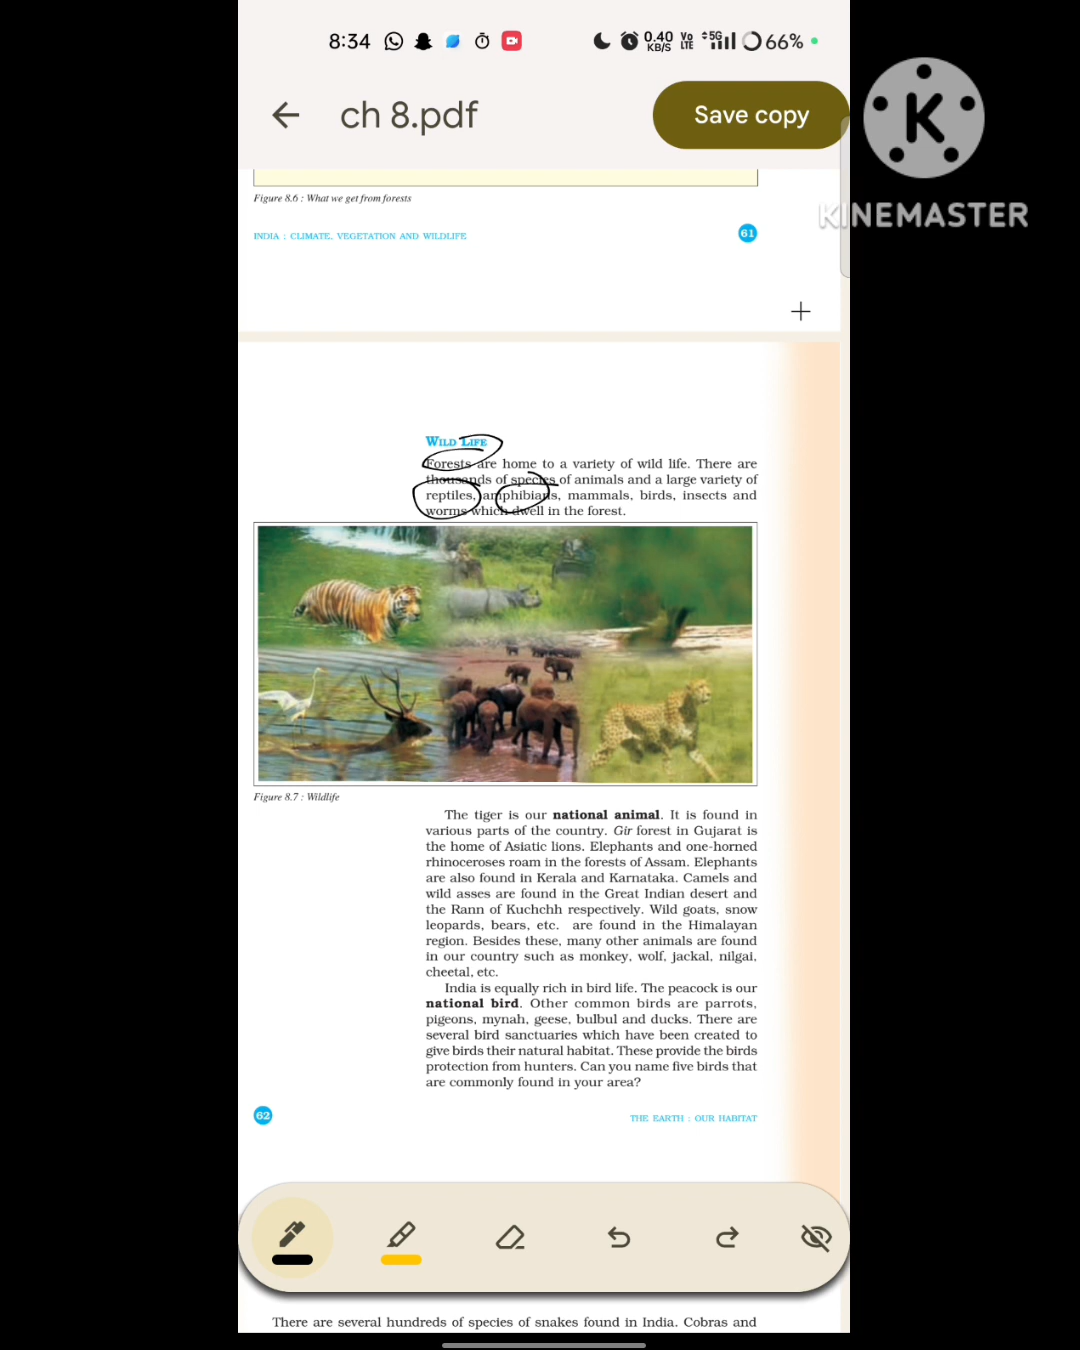 8:34
0.40 KB/S
Vo LTE
5G
66%
ch 8.pdf
Save copy
K
KINEMASTER
Figure 8.6 : What we get from forests
INDIA : CLIMATE, VEGETATION AND WILDLIFE
61
WILD LIFE
Forests are home to a variety of wild life. There are
thousands of species of animals and a large variety of
reptiles, amphibians, mammals, birds, insects and
worms which dwell in the forest.
Figure 8.7 : Wildlife
The tiger is our national animal. It is found in
various parts of the country. Gir forest in Gujarat is
the home of Asiatic lions. Elephants and one-horned
rhinoceroses roam in the forests of Assam. Elephants
are also found in Kerala and Karnataka. Camels and
wild asses are found in the Great Indian desert and
the Rann of Kuchchh respectively. Wild goats, snow
leopards, bears, etc. are found in the Himalayan
region. Besides these, many other animals are found
in our country such as monkey, wolf, jackal, nilgai,
cheetal, etc.
India is equally rich in bird life. The peacock is our
national bird. Other common birds are parrots,
pigeons, mynah, geese, bulbul and ducks. There are
several bird sanctuaries which have been created to
give birds their natural habitat. These provide the birds
protection from hunters. Can you name five birds that
are commonly found in your area?
62
THE EARTH : OUR HABITAT
There are several hundreds of species of snakes found in India. Cobras and